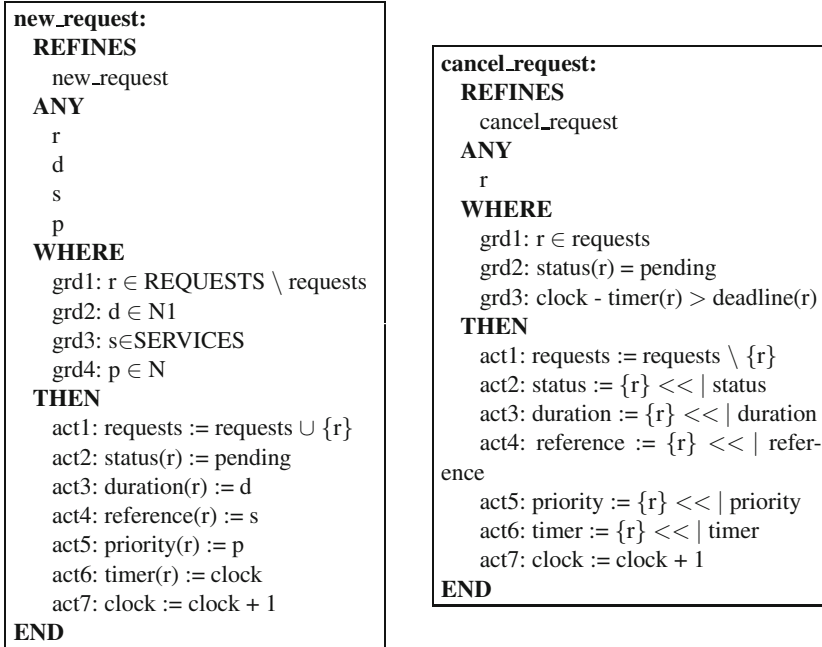 new_request:
REFINES
new_request
ANY
r
d
s
p
WHERE
grd1: r ∈ REQUESTS \ requests
grd2: d ∈ N1
grd3: s∈SERVICES
grd4: p ∈ N
THEN
act1: requests := requests ∪ {r}
act2: status(r) := pending
act3: duration(r) := d
act4: reference(r) := s
act5: priority(r) := p
act6: timer(r) := clock
act7: clock := clock + 1
END
cancel_request:
REFINES
cancel_request
ANY
r
WHERE
grd1: r ∈ requests
grd2: status(r) = pending
grd3: clock - timer(r) > deadline(r)
THEN
act1: requests := requests \ {r}
act2: status := {r} << | status
act3: duration := {r} << | duration
act4: reference := {r} << | refer-
ence
act5: priority := {r} << | priority
act6: timer := {r} << | timer
act7: clock := clock + 1
END